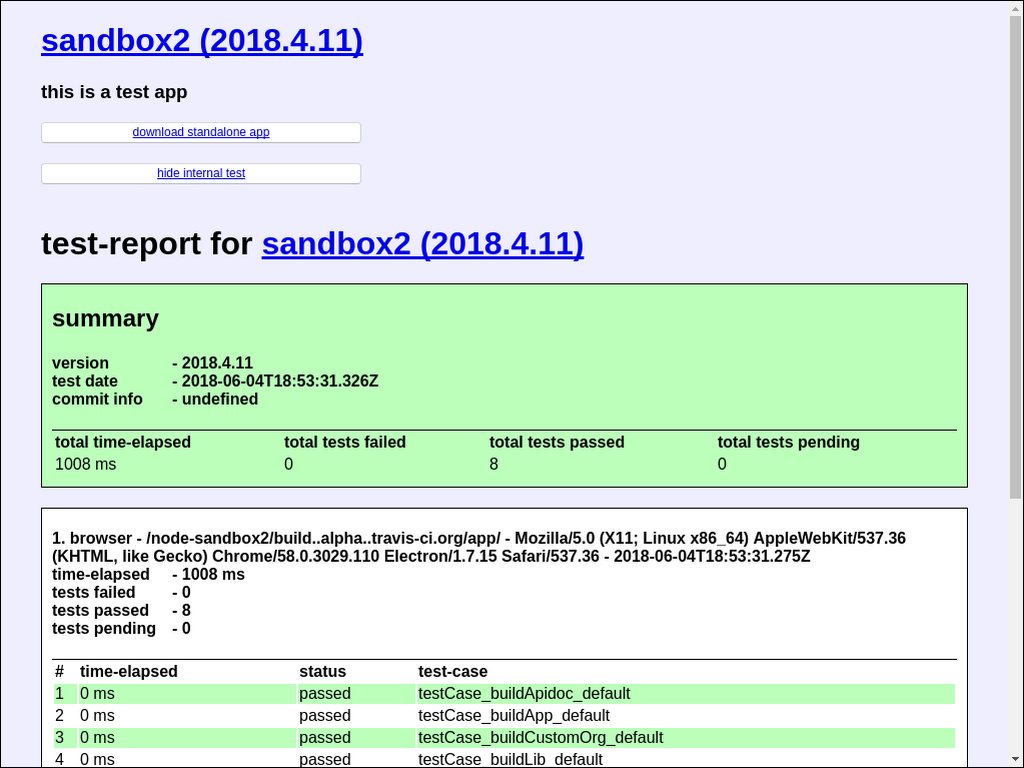 sandbox2 (2018.4.11)
this is a test app
download standalone app
hide internal test
test-report for sandbox2 (2018.4.11)
summary
version - 2018.4.11
test date - 2018-06-04T18:53:31.326Z
commit info - undefined
total time-elapsed total tests failed total tests passed total tests pending
1008 ms 0 8 0
1. browser - /node-sandbox2/build..alpha..travis-ci.org/app/ - Mozilla/5.0 (X11; Linux x86_64) AppleWebKit/537.36
(KHTML, like Gecko) Chrome/58.0.3029.110 Electron/1.7.15 Safari/537.36 - 2018-06-04T18:53:31.275Z
time-elapsed - 1008 ms
tests failed - 0
tests passed - 8
tests pending - 0
# time-elapsed status test-case
1 0 ms passed testCase_buildApidoc_default
2 0 ms passed testCase_buildApp_default
3 0 ms passed testCase_buildCustomOrg_default
4 0 ms passed testCase_buildLib_default